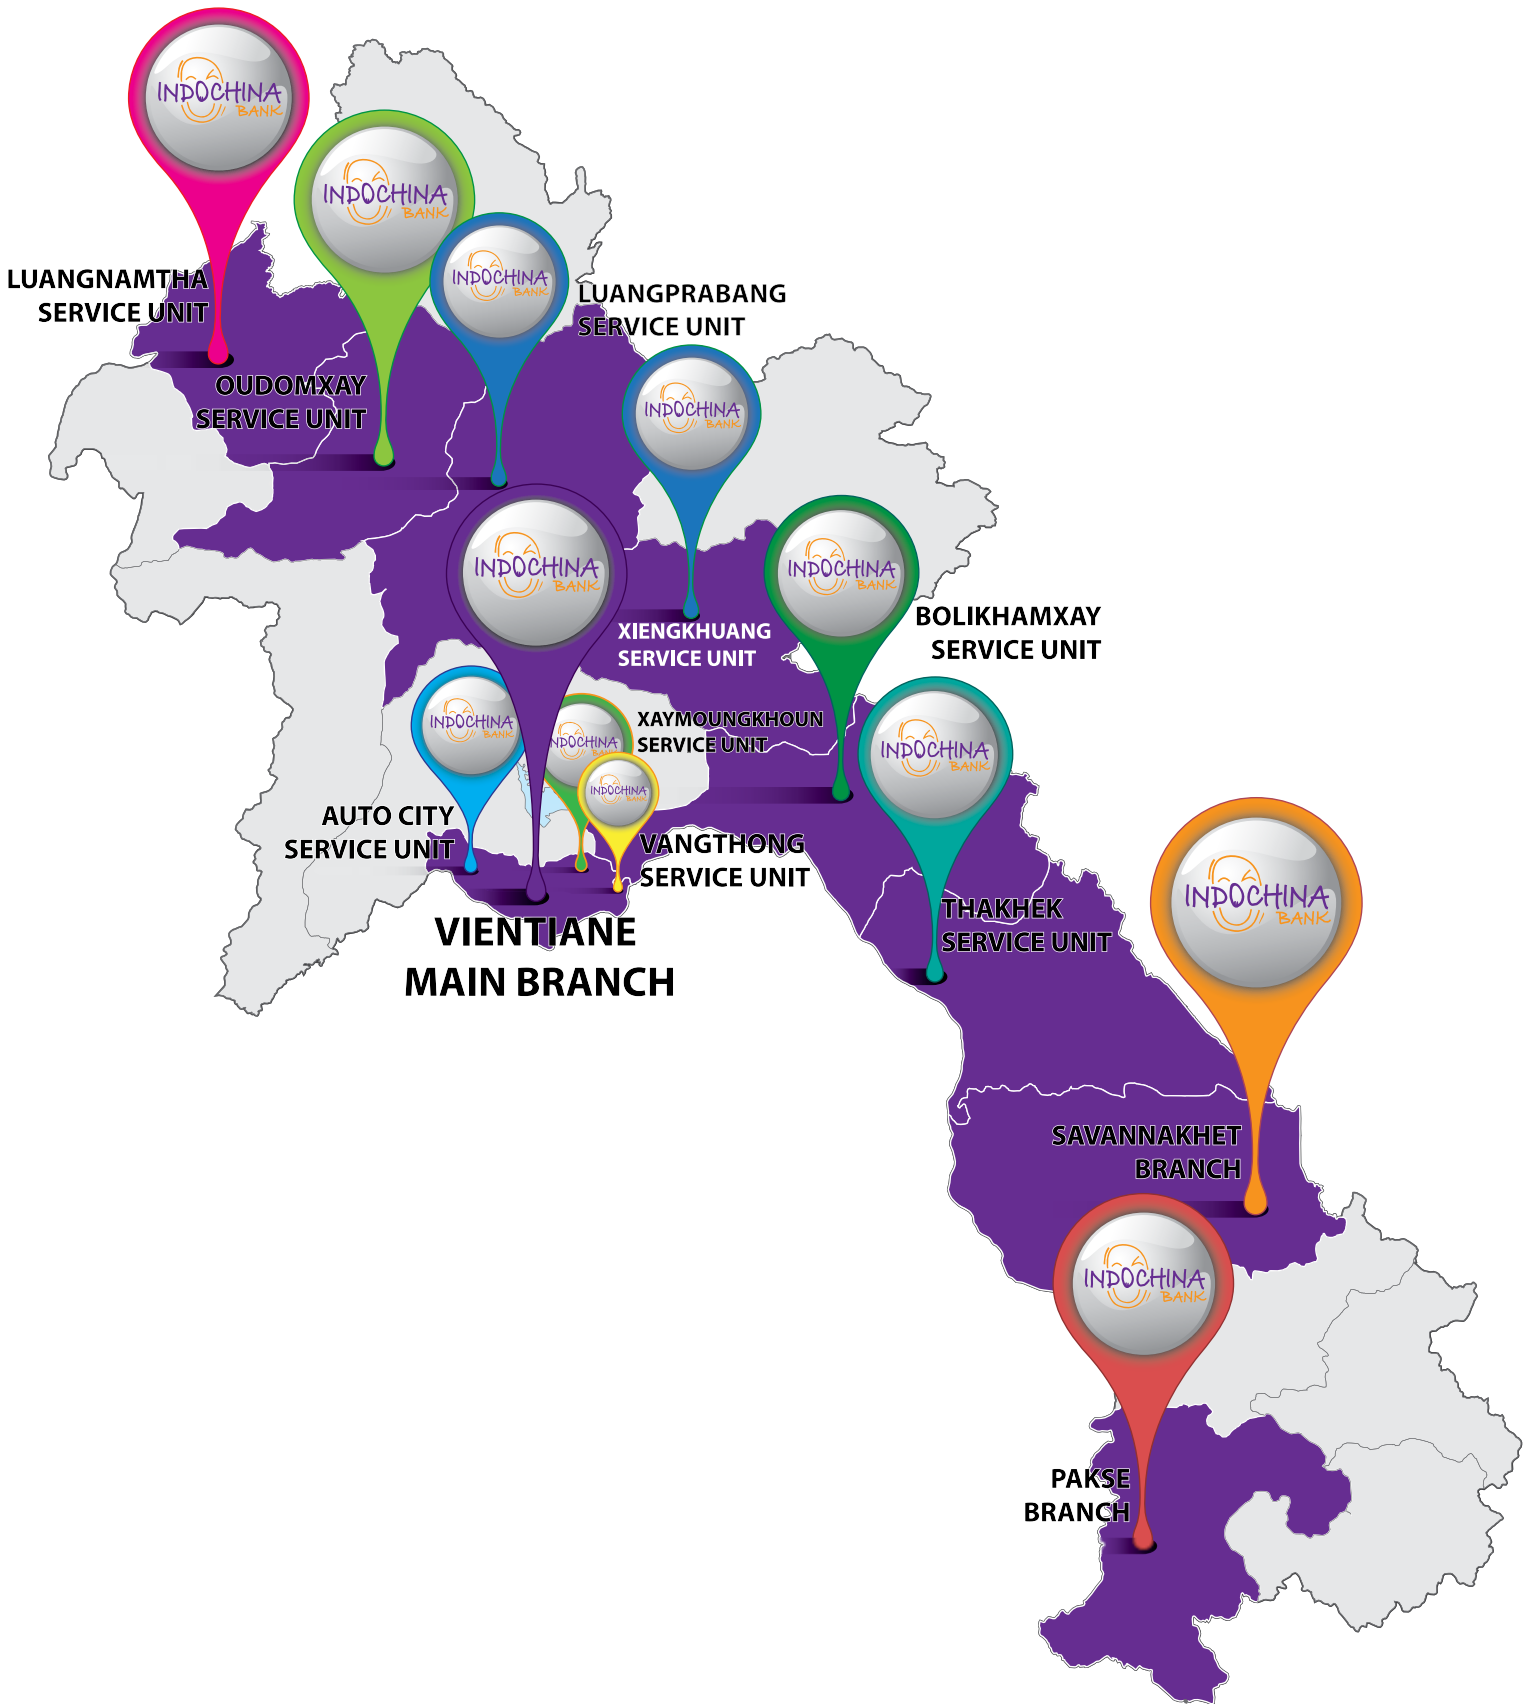 INDOCHINA
BANK
LUANGNAMTHA
SERVICE UNIT
INDOCHINA
BANK
OUDOMXAY
SERVICE UNIT
INDOCHINA
BANK
LUANGPRABANG
SERVICE UNIT
INDOCHINA
BANK
XIENGKHUANG
SERVICE UNIT
INDOCHINA
BANK
BOLIKHAMXAY
SERVICE UNIT
INDOCHINA
BANK
VIENTIANE
MAIN BRANCH
INDOCHINA
BANK
AUTO CITY
SERVICE UNIT
INDOCHINA
XAYMOUNGKHOUN
SERVICE UNIT
INDOCHINA
BANK
VANGTHONG
SERVICE UNIT
INDOCHINA
BANK
THAKHEK
SERVICE UNIT
INDOCHINA
BANK
SAVANNAKHET
BRANCH
INDOCHINA
BANK
PAKSE
BRANCH